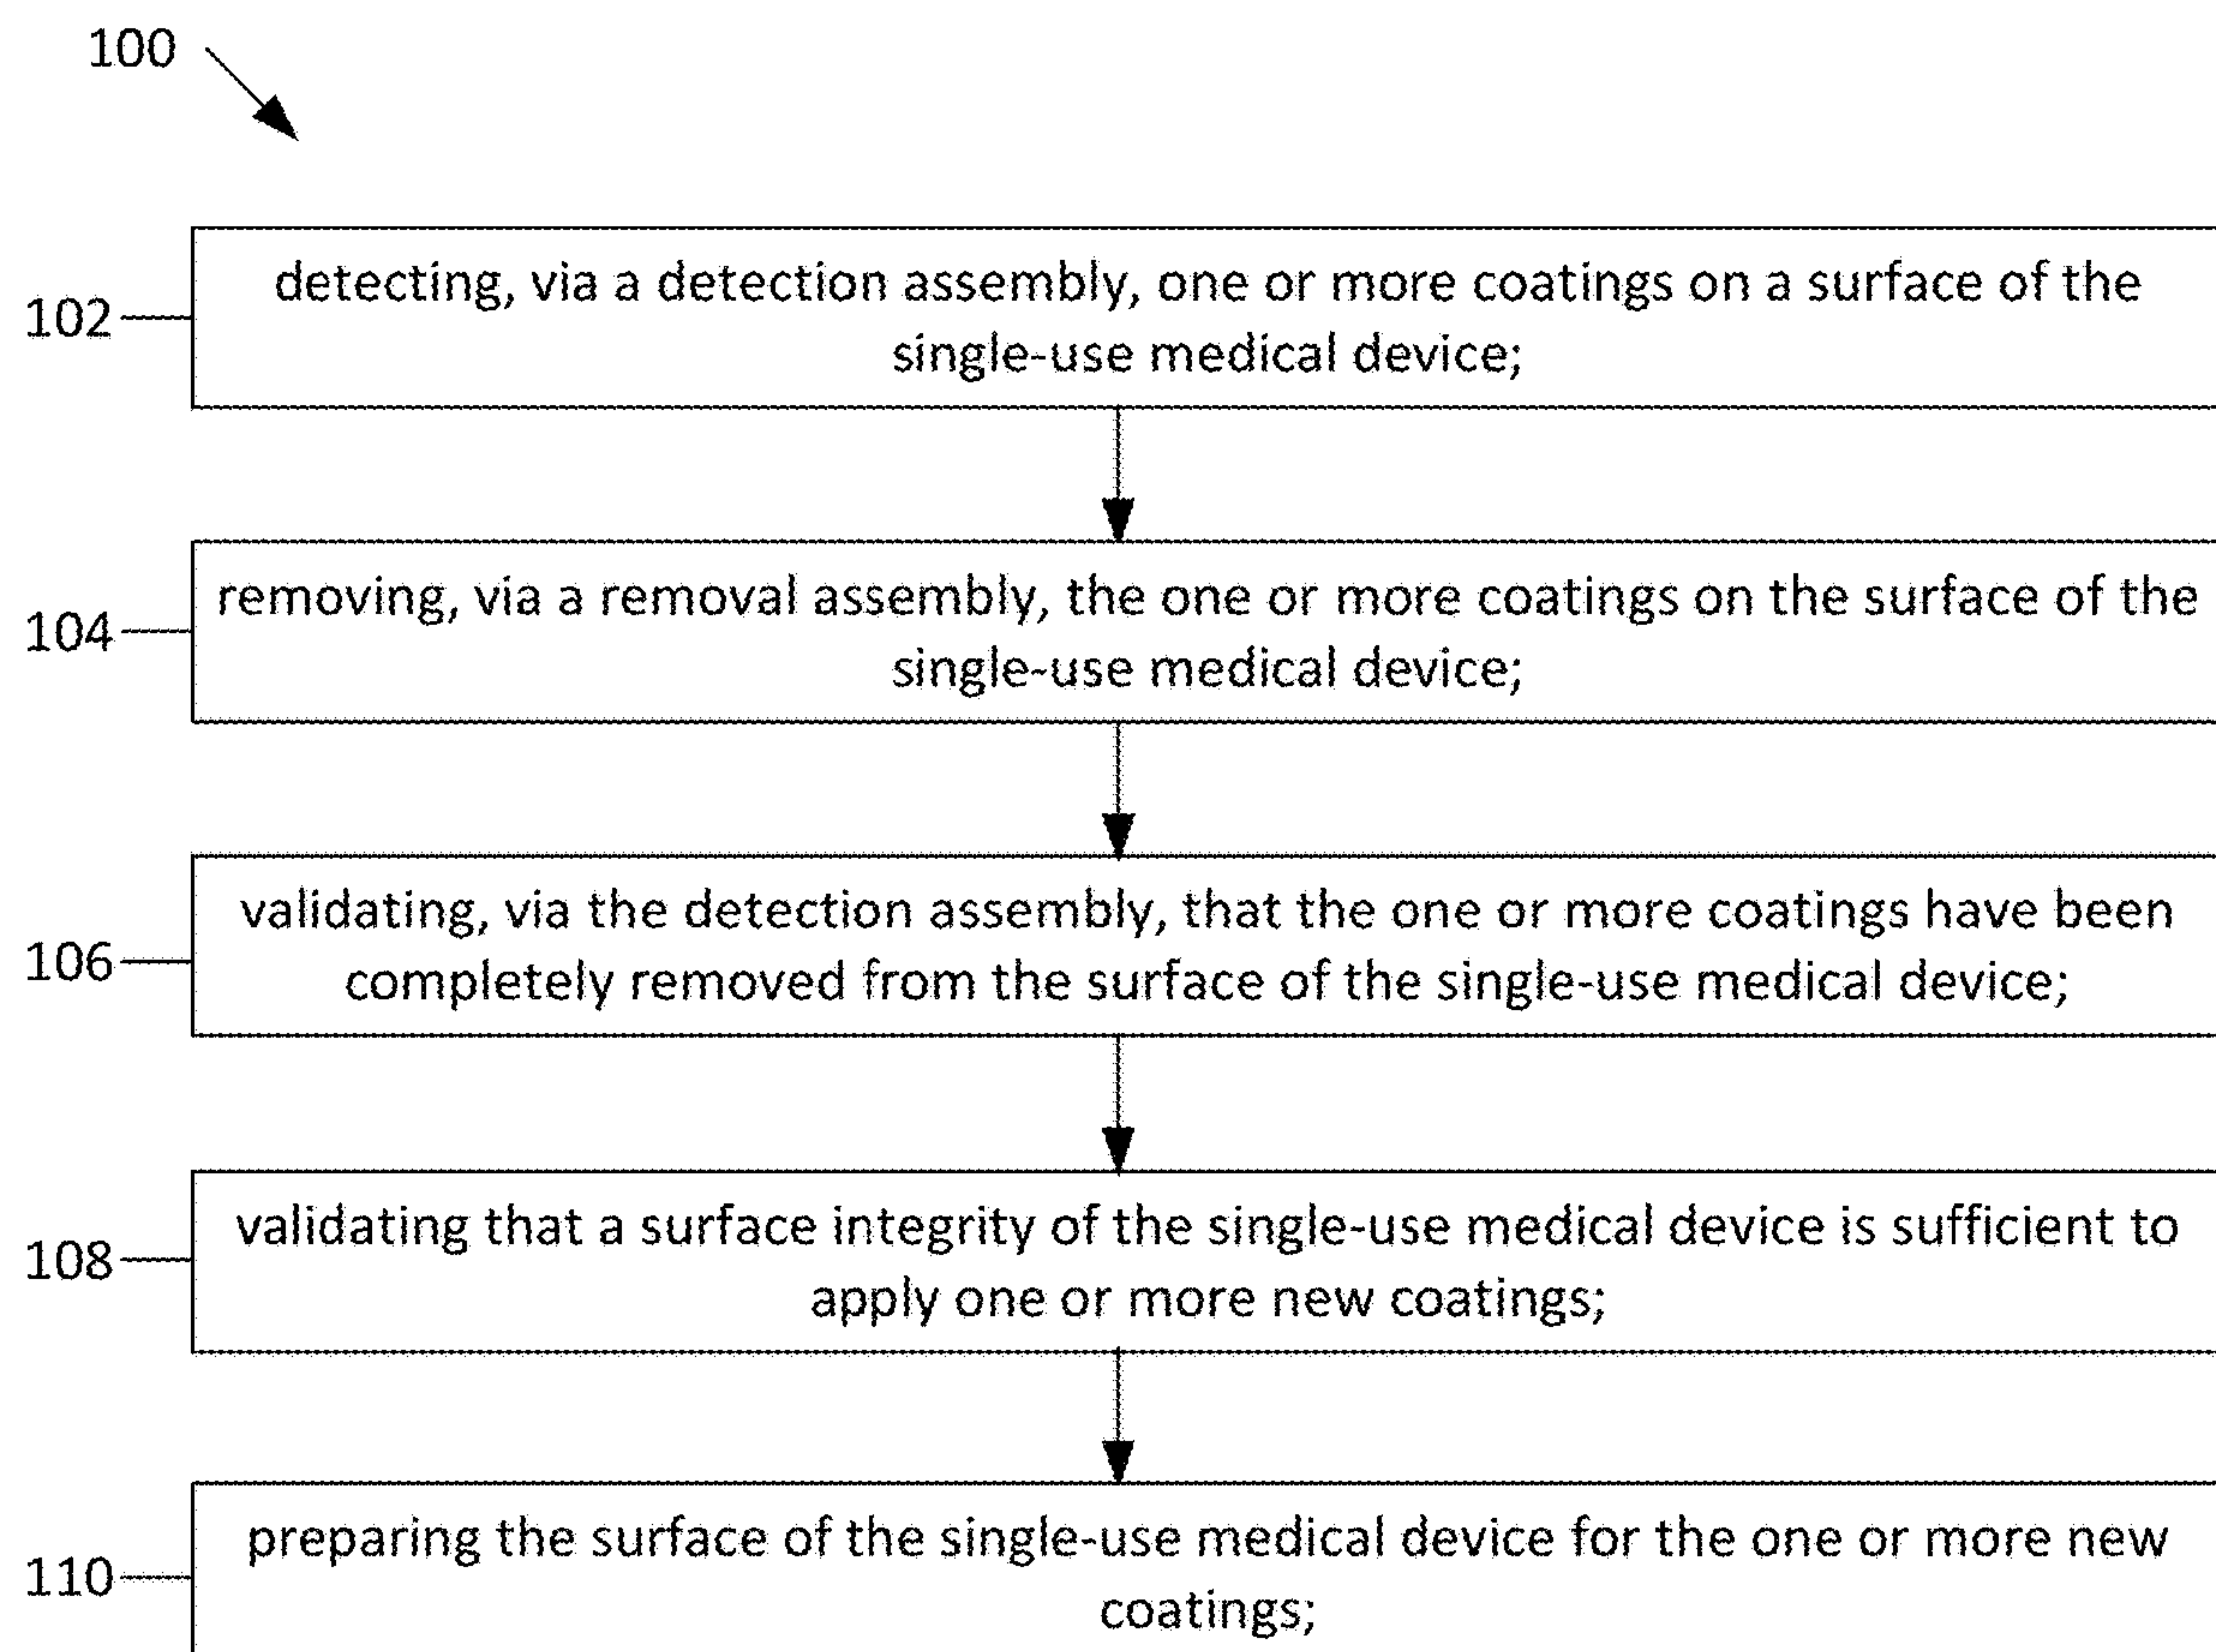 100
102
detecting, via a detection assembly, one or more coatings on a surface of the
single-use medical device;
104
removing, via a removal assembly, the one or more coatings on the surface of the
single-use medical device;
106
validating, via the detection assembly, that the one or more coatings have been
completely removed from the surface of the single-use medical device;
108
validating that a surface integrity of the single-use medical device is sufficient to
apply one or more new coatings;
110
preparing the surface of the single-use medical device for the one or more new
coatings;